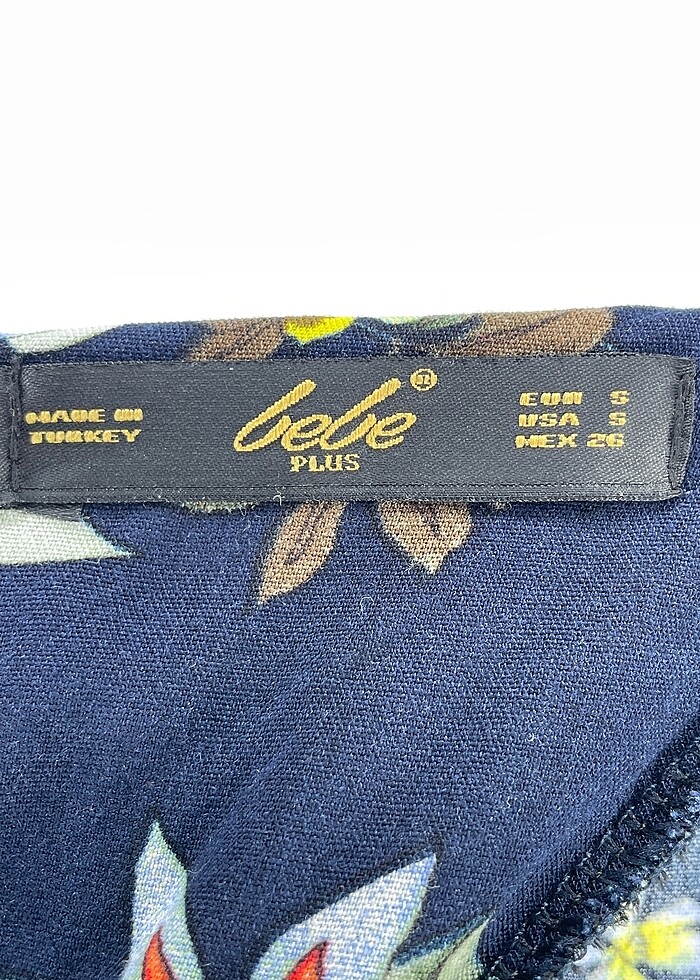 MADE IN
TURKEY
bebe
PLUS
EUR S
USA S
MEX 26